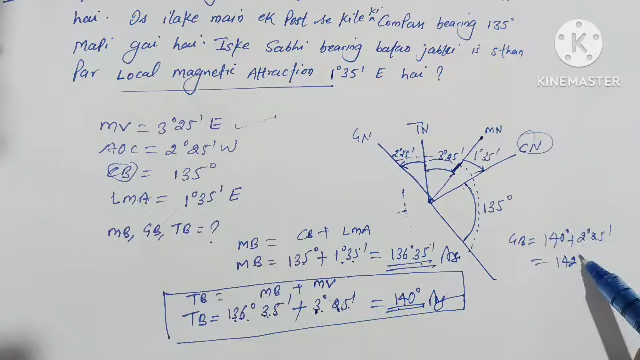 hai. Is ilake main ek Post se kile ki Compass bearing 135°
Mapi gai hai. Iske Sabhi bearing batao jabki is sthan
Par Local magnetic Attraction 1°35' E hai?
KINEMASTER
MV = 3°25' E
AOC = 2°25' W
CB = 135°
LMA = 1°35' E
MB, GB, TB = ?
GN TN MN CN
2°25' 3°25' 1°35'
135°
MB = CB + LMA
MB = 135° + 1°35' = 136°35' Ans
TB = MB + MV
TB = 136°35' + 3°25' = 140° Ans
GB = 140° + 2°25'
= 142